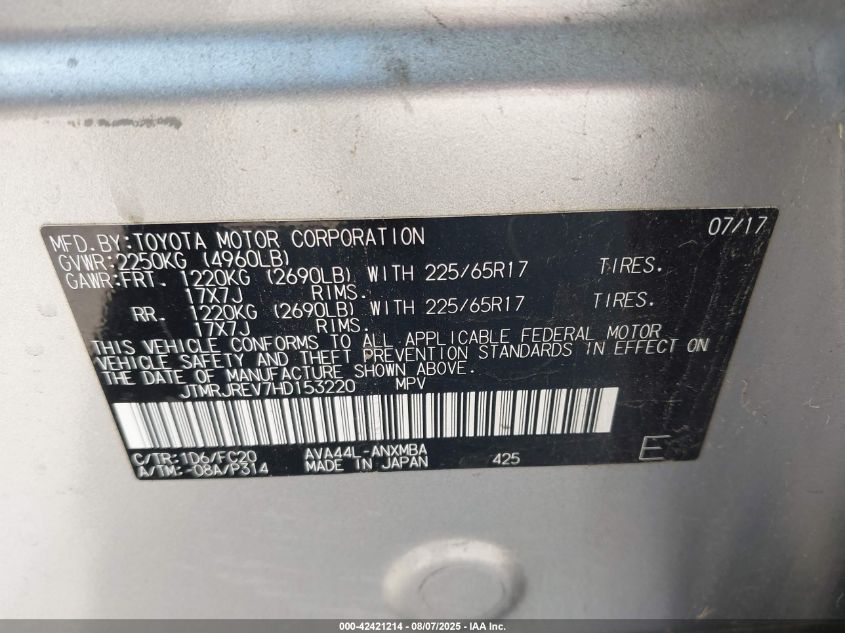 07/17
MFD.BY:TOYOTA MOTOR CORPORATION
GVWR:2250KG (4960LB)
GAWR:FRT. 1220KG (2690LB) WITH 225/65R17 TIRES.
17X7J RIMS.
RR. 1220KG (2690LB) WITH 225/65R17 TIRES.
17X7J RIMS.
THIS VEHICLE CONFORMS TO ALL APPLICABLE FEDERAL MOTOR
VEHICLE SAFETY AND THEFT PREVENTION STANDARDS IN EFFECT ON
THE DATE OF MANUFACTURE SHOWN ABOVE.
JTMRJREV7HD153220 MPV
C/TR:1D6/FC20 AVA44L-ANXMBA
A/TM:-08A/P314 MADE IN JAPAN 425 E
000-42421214 - 08/07/2025 - IAA Inc.